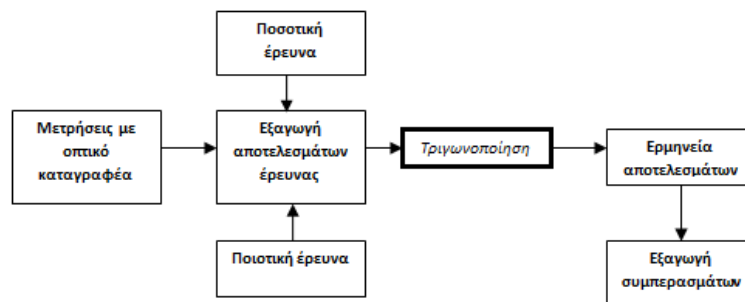 Ποσοτική
έρευνα
Μετρήσεις με
οπτικό
καταγραφέα
Εξαγωγή
αποτελεσμάτων
έρευνας
Τριγωνοποίηση
Ερμηνεία
αποτελεσμάτων
Ποιοτική έρευνα
Εξαγωγή
συμπερασμάτων